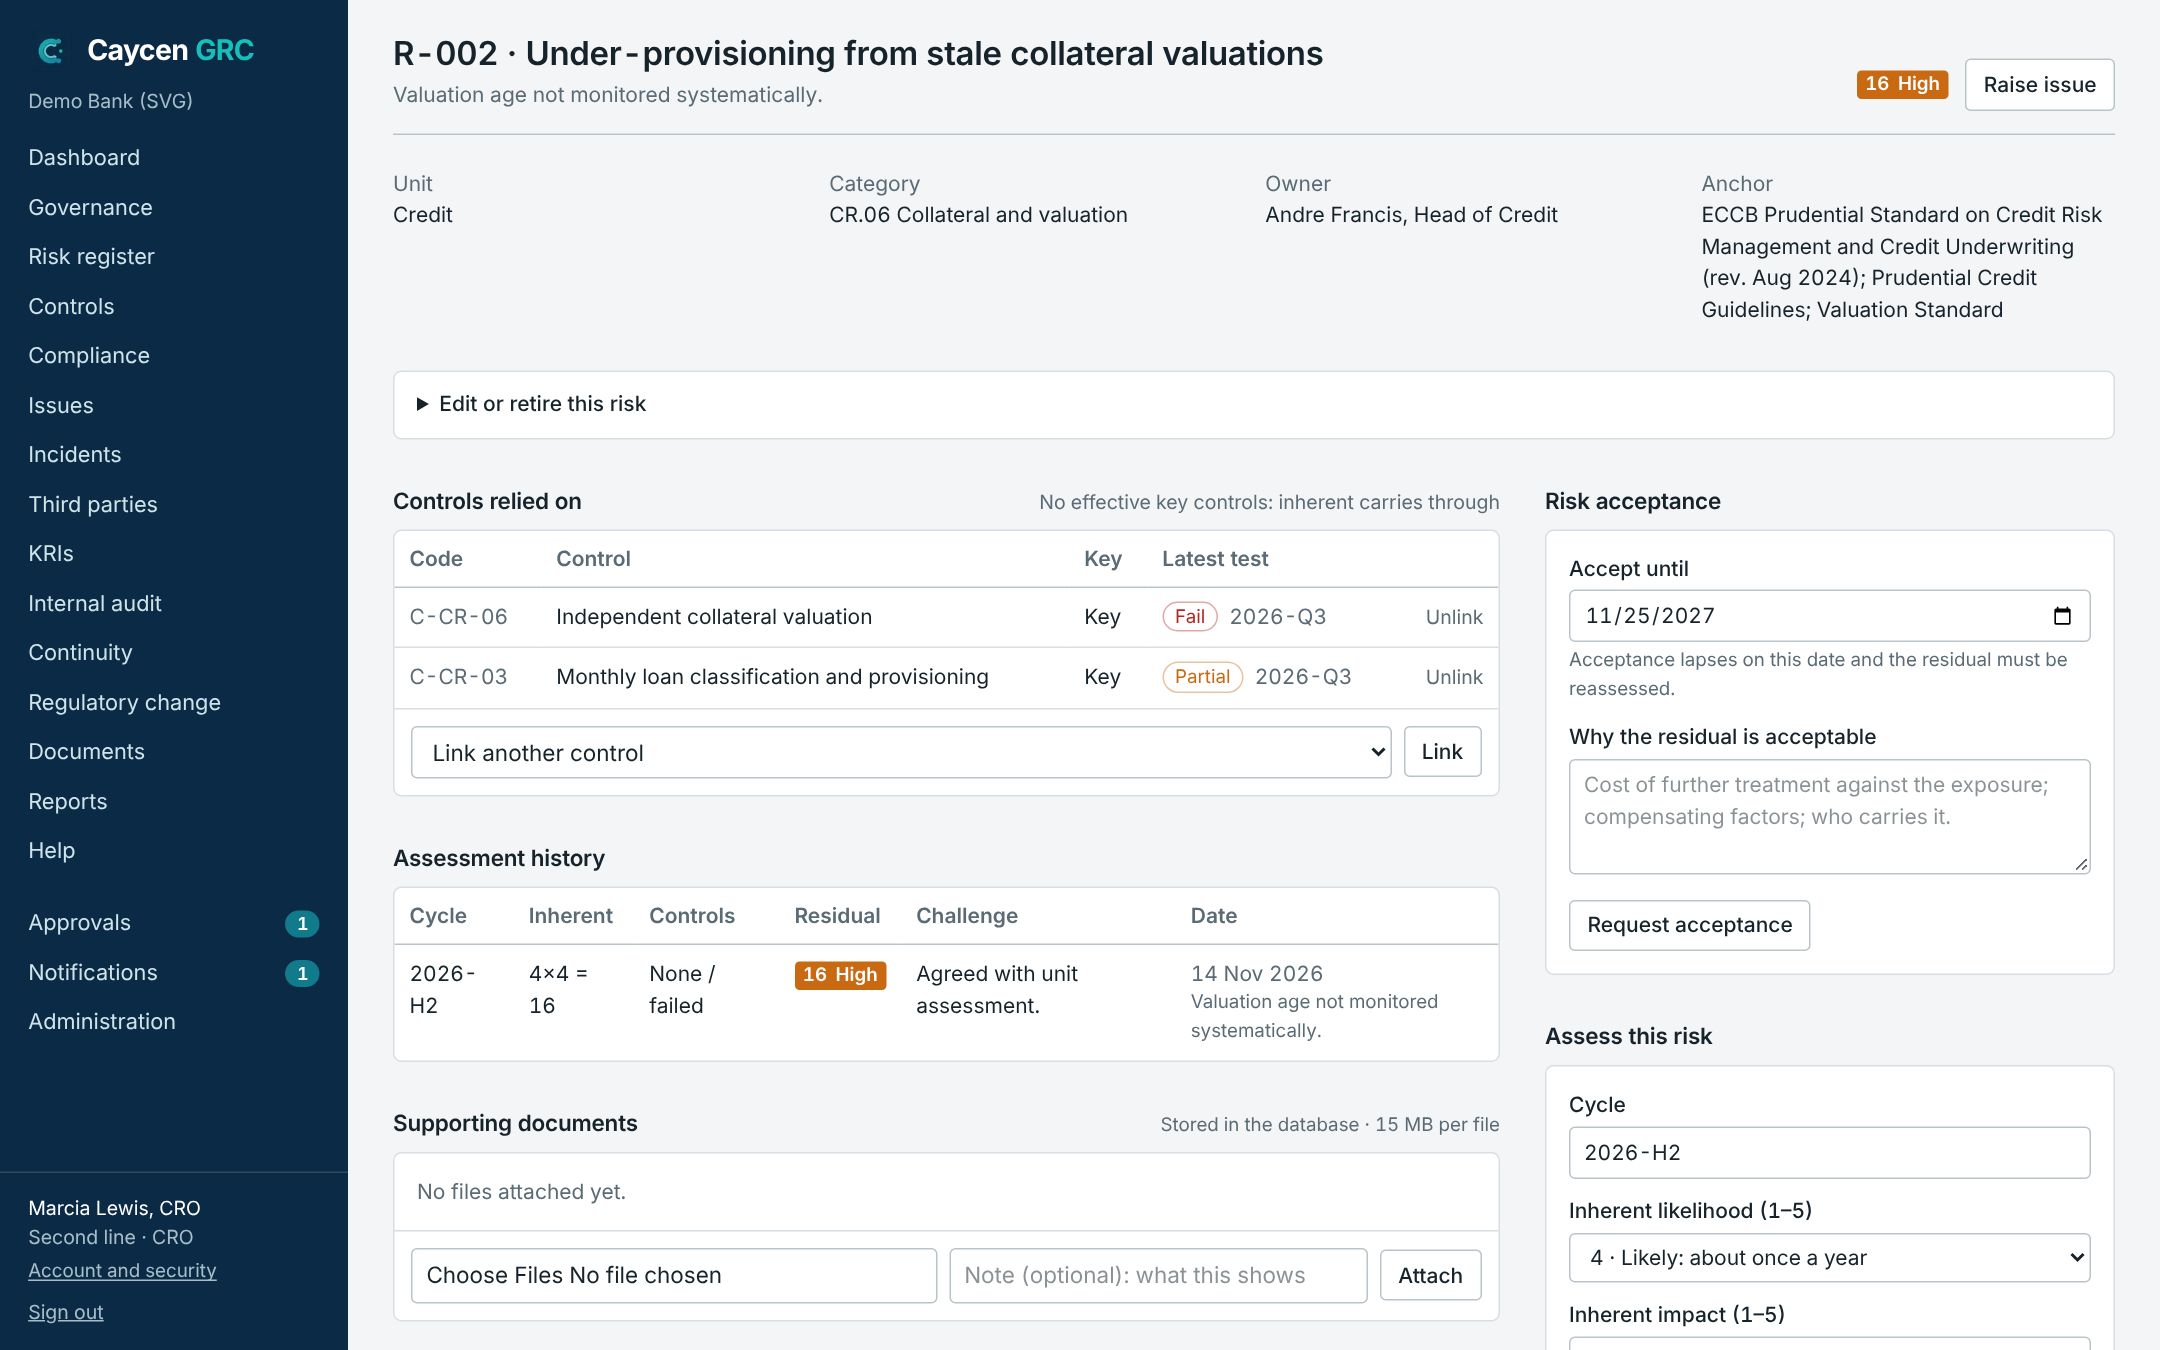 Caycen GRC
Demo Bank (SVG)
Dashboard
Governance
Risk register
Controls
Compliance
Issues
Incidents
Third parties
KRIs
Internal audit
Continuity
Regulatory change
Documents
Reports
Help
Approvals 1
Notifications 1
Administration
Marcia Lewis, CRO
Second line · CRO
Account and security
Sign out
R-002 · Under-provisioning from stale collateral valuations
Valuation age not monitored systematically.
16 High
Raise issue
Unit
Credit
Category
CR.06 Collateral and valuation
Owner
Andre Francis, Head of Credit
Anchor
ECCB Prudential Standard on Credit Risk
Management and Credit Underwriting
(rev. Aug 2024); Prudential Credit
Guidelines; Valuation Standard
Edit or retire this risk
Controls relied on
No effective key controls: inherent carries through
Code Control Key Latest test
C-CR-06 Independent collateral valuation Key Fail 2026-Q3 Unlink
C-CR-03 Monthly loan classification and provisioning Key Partial 2026-Q3 Unlink
Link another control
Link
Assessment history
Cycle Inherent Controls Residual Challenge Date
2026-
H2
4×4 =
16
None /
failed
16 High
Agreed with unit
assessment.
14 Nov 2026
Valuation age not monitored
systematically.
Supporting documents
Stored in the database · 15 MB per file
No files attached yet.
Choose Files No file chosen
Note (optional): what this shows
Attach
Risk acceptance
Accept until
11/25/2027
Acceptance lapses on this date and the residual must be
reassessed.
Why the residual is acceptable
Cost of further treatment against the exposure;
compensating factors; who carries it.
Request acceptance
Assess this risk
Cycle
2026-H2
Inherent likelihood (1–5)
4 · Likely: about once a year
Inherent impact (1–5)